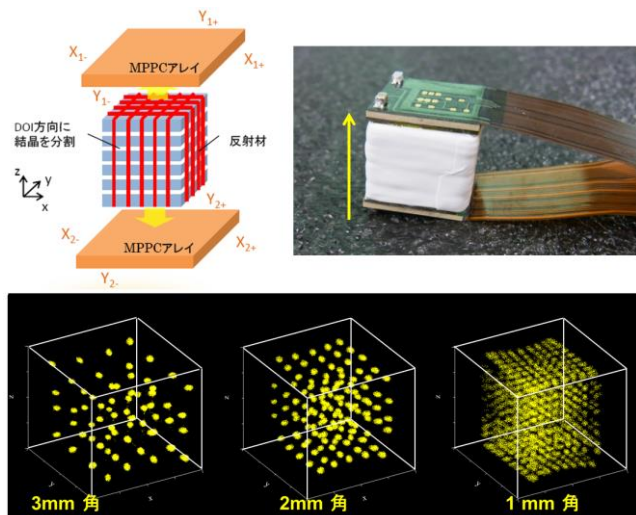 Y1+
X1-
MPPCアレイ
X1+
Y1-
DOI方向に
結晶を分割
反射材
z
y
x
Y2+
X2-
MPPCアレイ
X2+
Y2-
z
y
x
3mm 角
z
y
x
2mm 角
z
y
x
1 mm 角